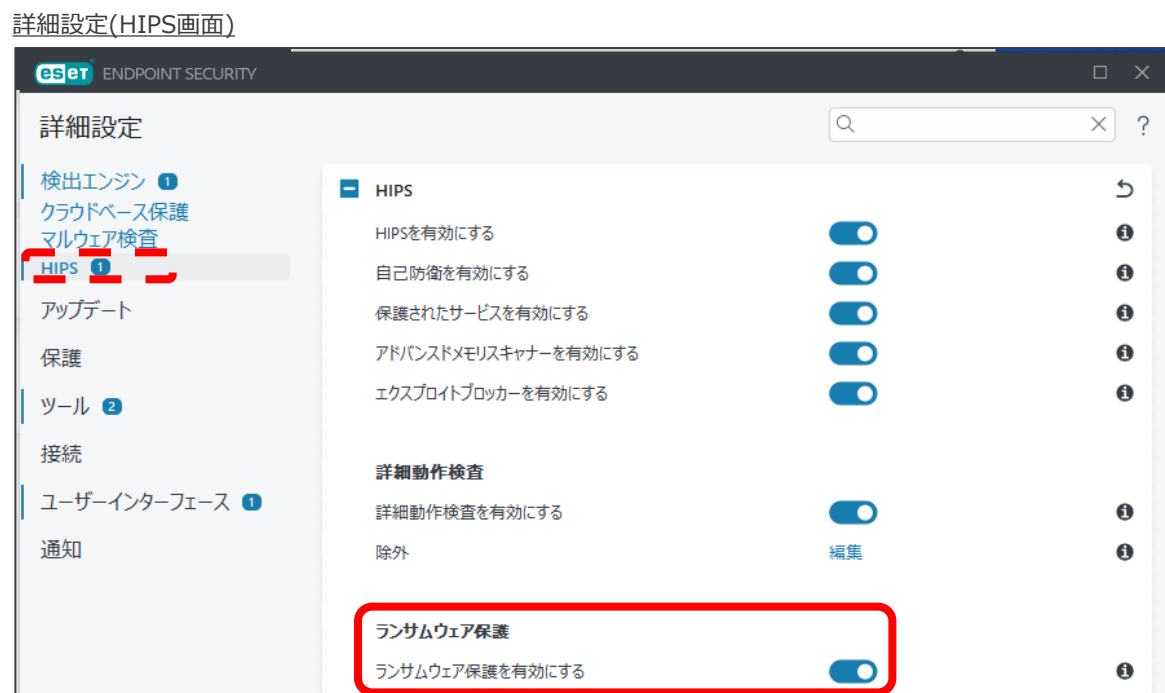 詳細設定(HIPS画面)
eset ENDPOINT SECURITY
詳細設定
?
検出エンジン 1
クラウドベース保護
マルウェア検査
HIPS 1
アップデート
保護
ツール 2
接続
ユーザーインターフェース 1
通知
HIPS
HIPSを有効にする
自己防衛を有効にする
保護されたサービスを有効にする
アドバンスドメモリスキャナーを有効にする
エクスプロイトブロッカーを有効にする
詳細動作検査
詳細動作検査を有効にする
除外 編集
ランサムウェア保護
ランサムウェア保護を有効にする